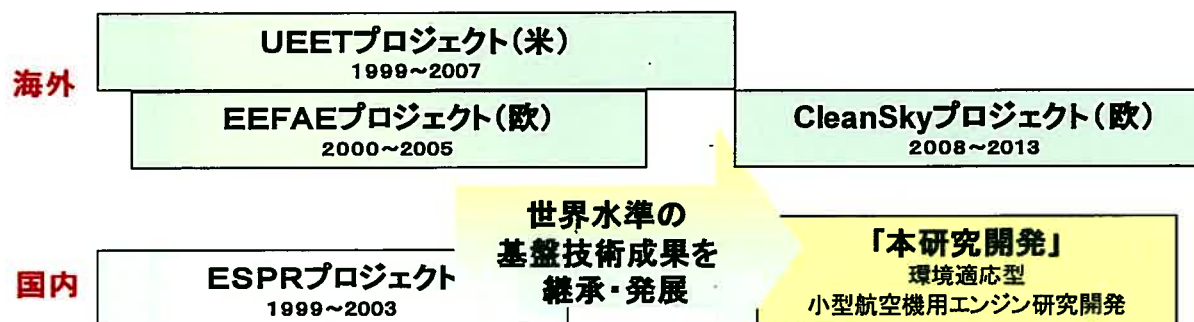 海外
UEETプロジェクト(米)
1999~2007
EEFAEプロジェクト(欧)
2000~2005
CleanSkyプロジェクト(欧)
2008~2013
国内
ESPRプロジェクト
1999~2003
世界水準の
基盤技術成果を
継承・発展
「本研究開発」
環境適応型
小型航空機用エンジン研究開発